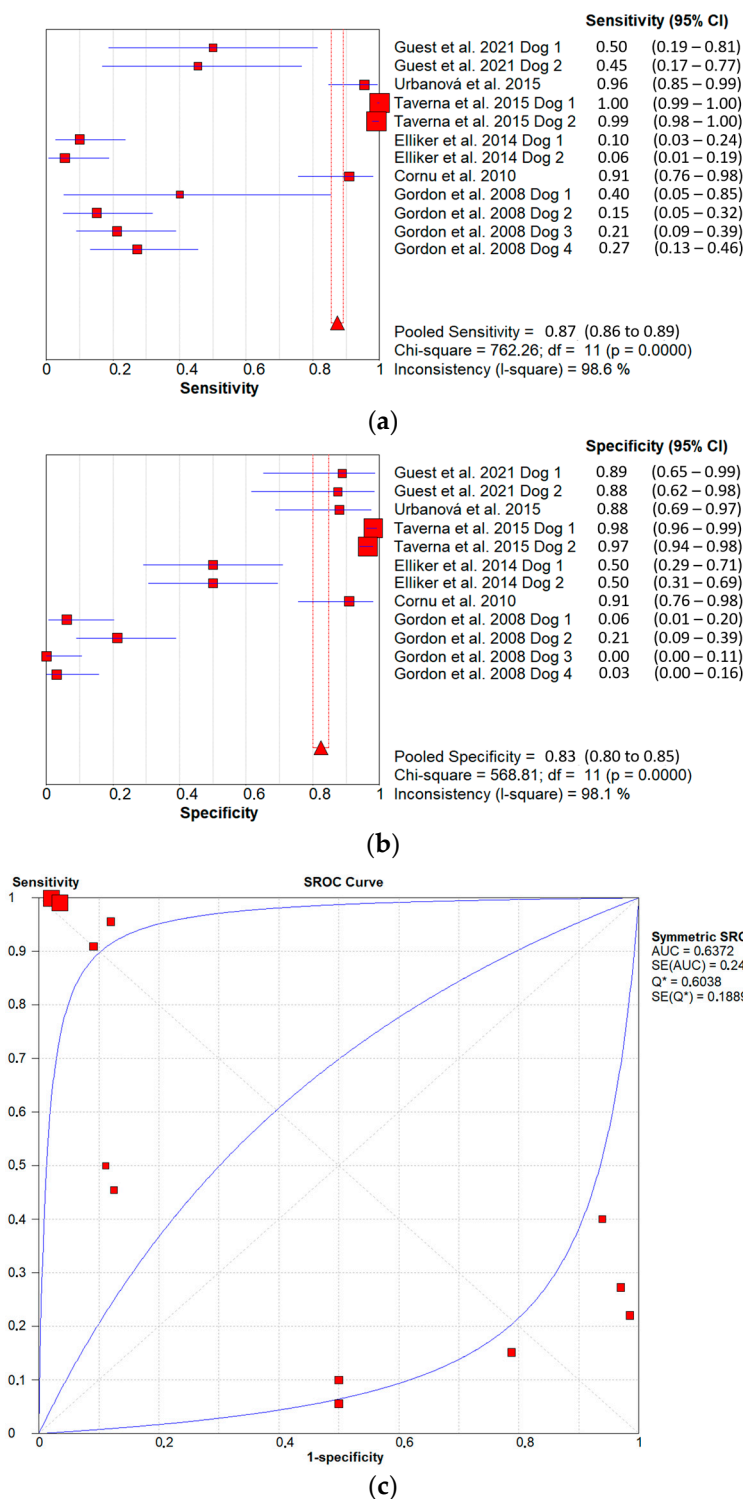 Sensitivity (95% CI)
Guest et al. 2021 Dog 1 0.50 (0.19 – 0.81)
Guest et al. 2021 Dog 2 0.45 (0.17 – 0.77)
Urbanová et al. 2015 0.96 (0.85 – 0.99)
Taverna et al. 2015 Dog 1 1.00 (0.99 – 1.00)
Taverna et al. 2015 Dog 2 0.99 (0.98 – 1.00)
Elliker et al. 2014 Dog 1 0.10 (0.03 – 0.24)
Elliker et al. 2014 Dog 2 0.06 (0.01 – 0.19)
Cornu et al. 2010 0.91 (0.76 – 0.98)
Gordon et al. 2008 Dog 1 0.40 (0.05 – 0.85)
Gordon et al. 2008 Dog 2 0.15 (0.05 – 0.32)
Gordon et al. 2008 Dog 3 0.21 (0.09 – 0.39)
Gordon et al. 2008 Dog 4 0.27 (0.13 – 0.46)
Pooled Sensitivity = 0.87 (0.86 to 0.89)
Chi-square = 762.26; df = 11 (p = 0.0000)
Inconsistency (I-square) = 98.6 %
0 0.2 0.4 0.6 0.8 1
Sensitivity
(a)
Specificity (95% CI)
Guest et al. 2021 Dog 1 0.89 (0.65 – 0.99)
Guest et al. 2021 Dog 2 0.88 (0.62 – 0.98)
Urbanová et al. 2015 0.88 (0.69 – 0.97)
Taverna et al. 2015 Dog 1 0.98 (0.96 – 0.99)
Taverna et al. 2015 Dog 2 0.97 (0.94 – 0.98)
Elliker et al. 2014 Dog 1 0.50 (0.29 – 0.71)
Elliker et al. 2014 Dog 2 0.50 (0.31 – 0.69)
Cornu et al. 2010 0.91 (0.76 – 0.98)
Gordon et al. 2008 Dog 1 0.06 (0.01 – 0.20)
Gordon et al. 2008 Dog 2 0.21 (0.09 – 0.39)
Gordon et al. 2008 Dog 3 0.00 (0.00 – 0.11)
Gordon et al. 2008 Dog 4 0.03 (0.00 – 0.16)
Pooled Specificity = 0.83 (0.80 to 0.85)
Chi-square = 568.81; df = 11 (p = 0.0000)
Inconsistency (I-square) = 98.1 %
0 0.2 0.4 0.6 0.8 1
Specificity
(b)
Sensitivity SROC Curve
1
0.9
0.8
0.7
0.6
0.5
0.4
0.3
0.2
0.1
0
Symmetric SRO
AUC = 0.6372
SE(AUC) = 0.24
Q* = 0.6038
SE(Q*) = 0.1889
0 0.2 0.4 0.6 0.8 1
1-specificity
(c)